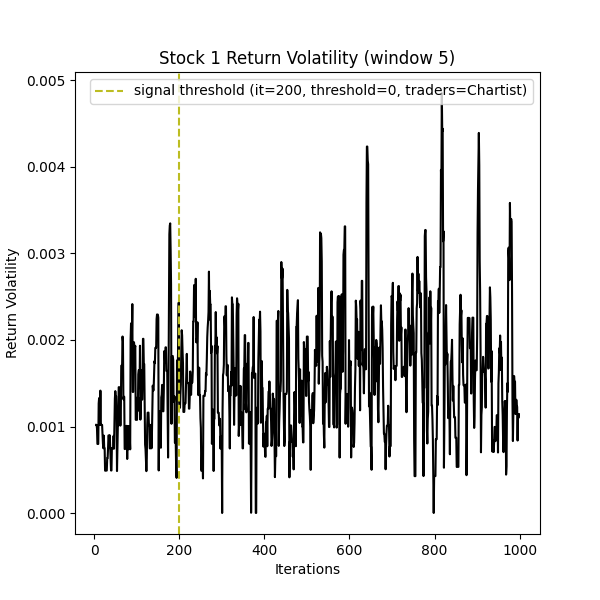 Stock 1 Return Volatility (window 5)
signal threshold (it=200, threshold=0, traders=Chartist)
0.005
0.004
0.003
0.002
0.001
0.000
Return Volatility
0 200 400 600 800 1000
Iterations